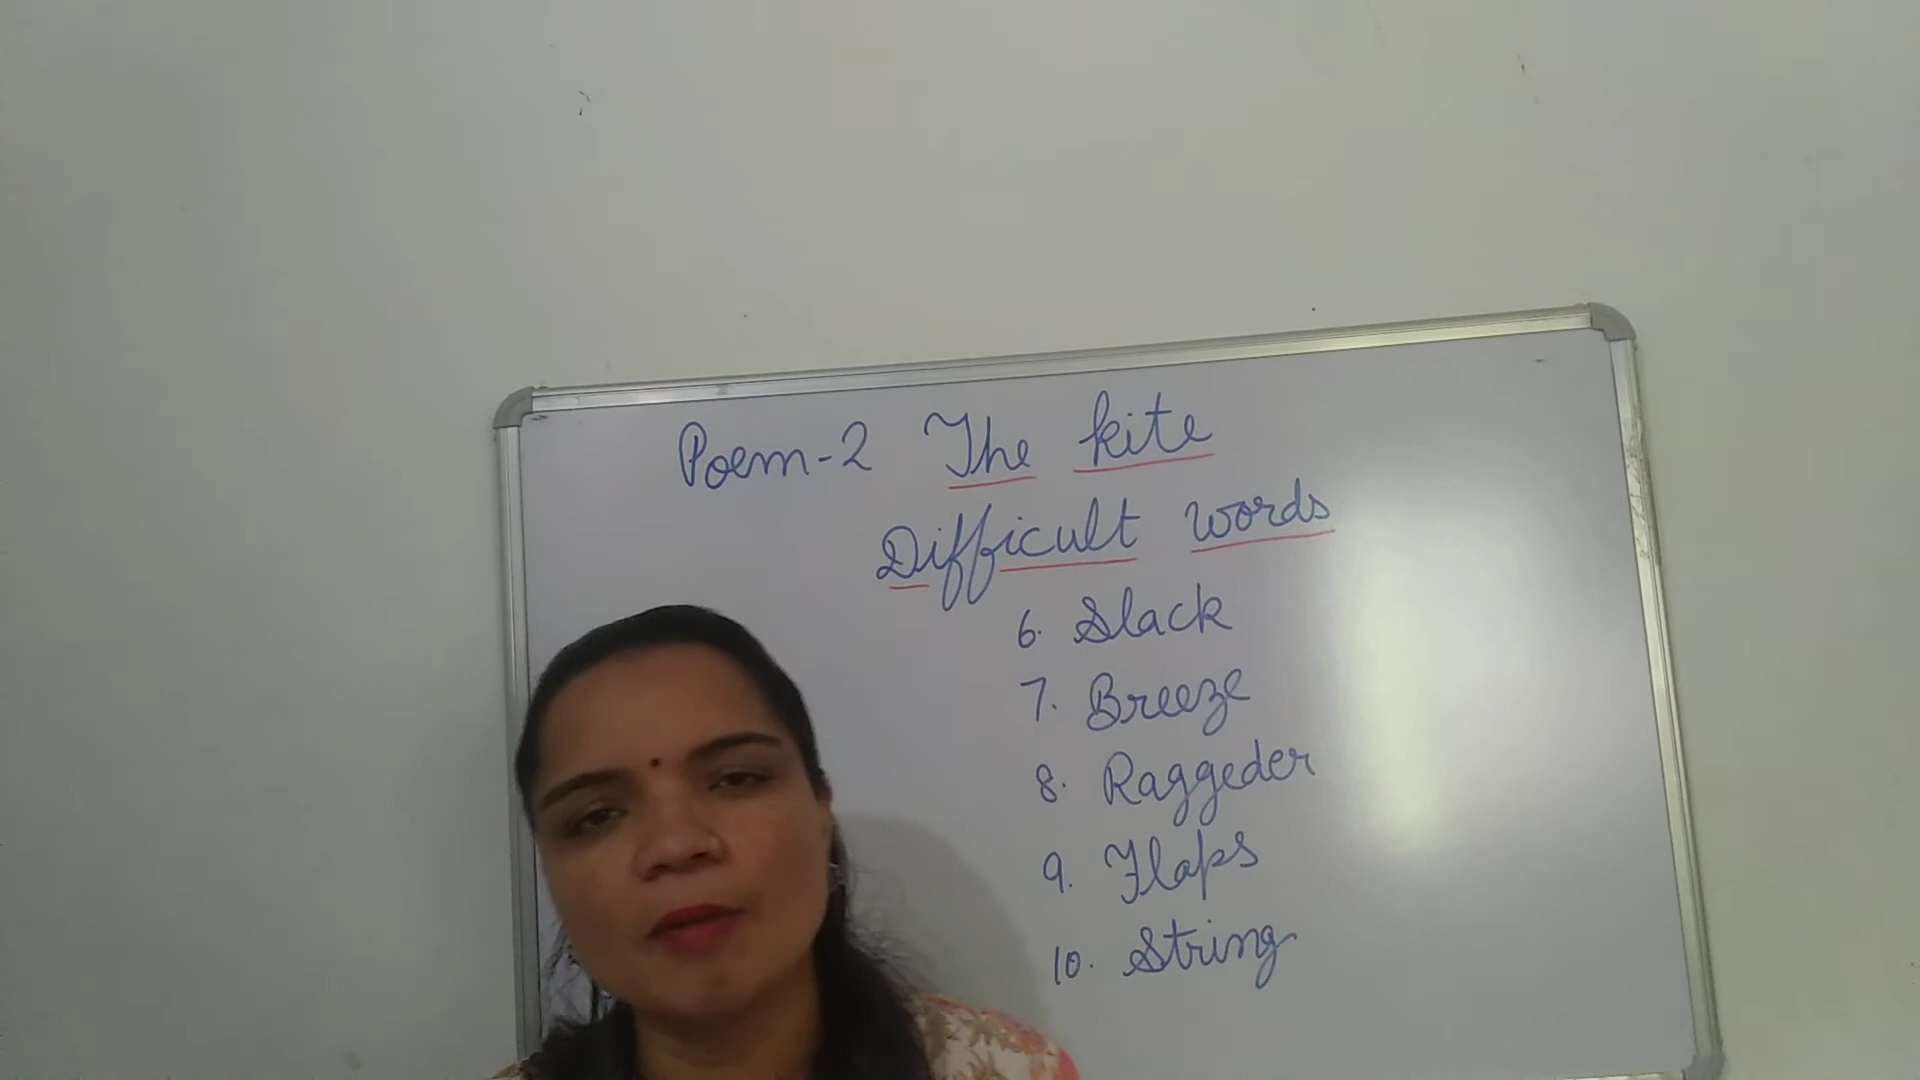 Poem-2 The kite
Difficult words
6. Slack
7. Breeze
8. Raggeder
9. Flaps
10. String